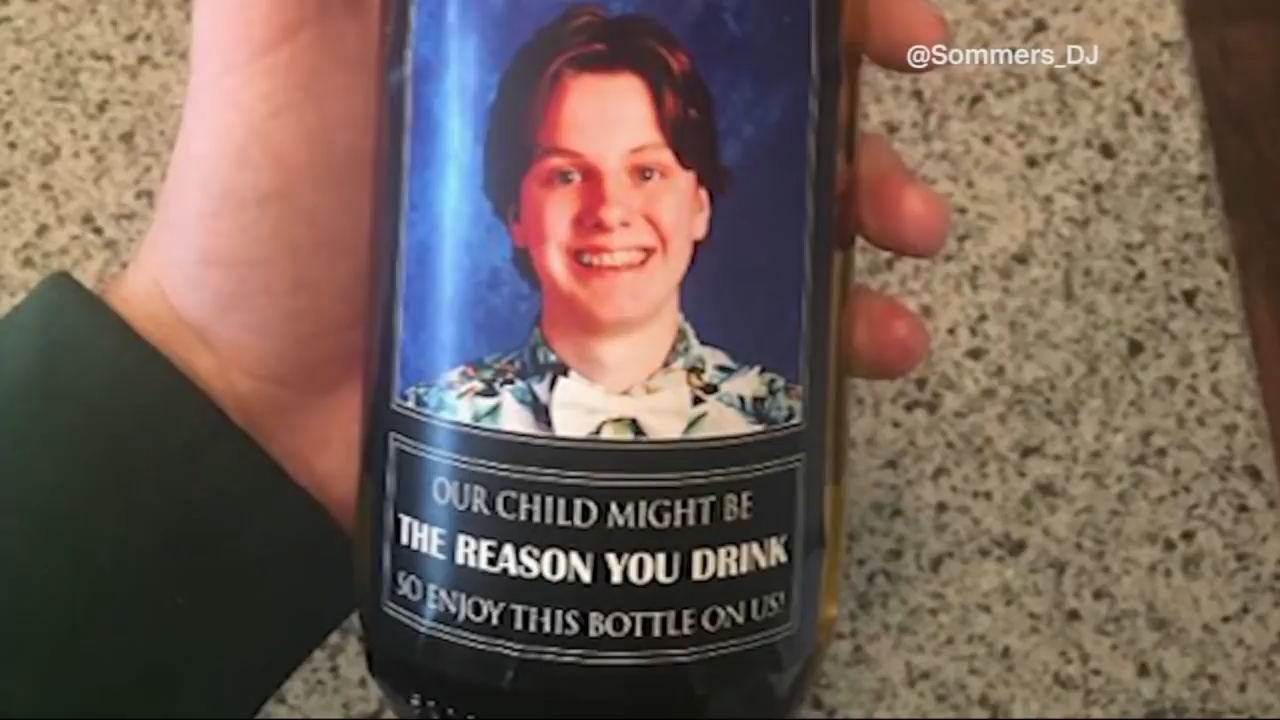 @Sommers_DJ
OUR CHILD MIGHT BE
THE REASON YOU DRINK
SO ENJOY THIS BOTTLE ON US!